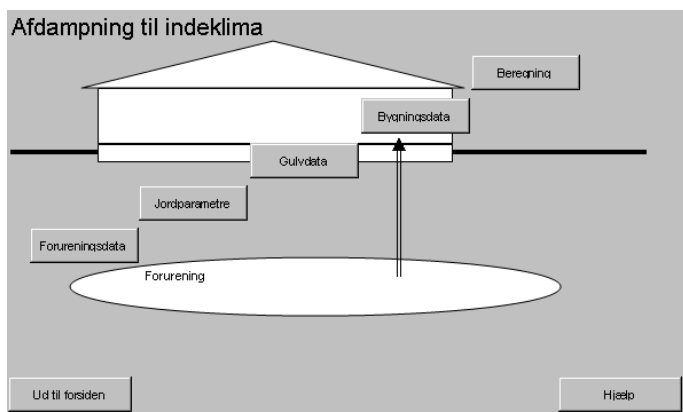 Afdampning til indeklima
Beregning
Bygningsdata
Gulvdata
Jordparametre
Forureningsdata
Forurening
Ud til forsiden
Hjælp